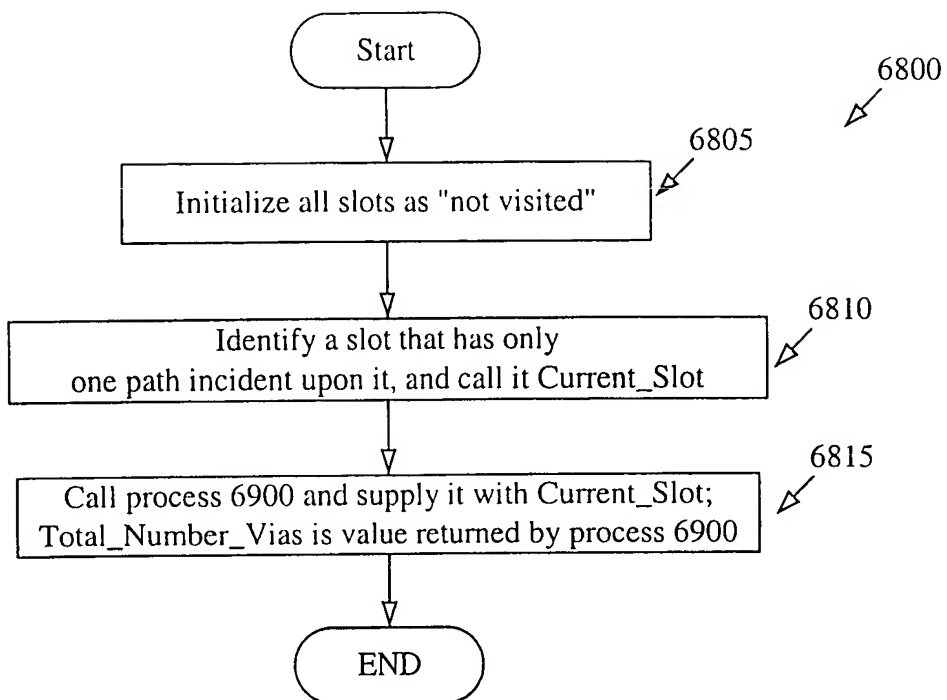 Start
6800
6805
Initialize all slots as "not visited"
6810
Identify a slot that has only
one path incident upon it, and call it Current_Slot
6815
Call process 6900 and supply it with Current_Slot;
Total_Number_Vias is value returned by process 6900
END